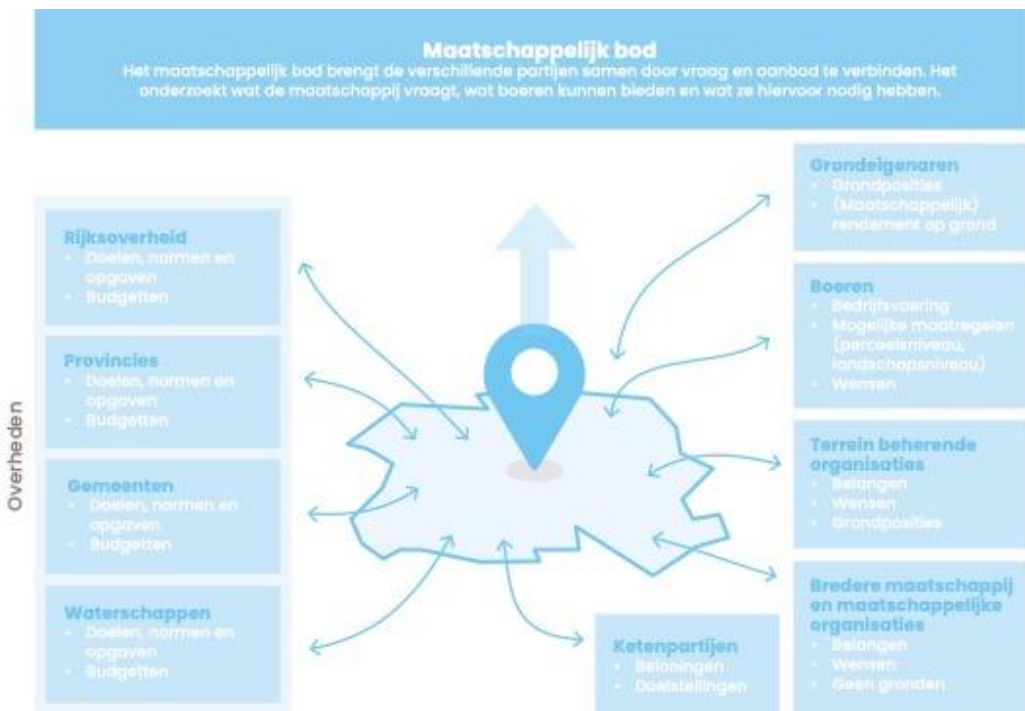 Maatschappelijk bod
Het maatschappelijk bod brengt de verschillende partijen samen door vraag en aanbod te verbinden. Het
onderzoekt wat de maatschappij vraagt, wat boeren kunnen bieden en wat ze hiervoor nodig hebben.
Overheden
Rijksoverheid
• Doelen, normen en
opgaven
• Budgetten
Provincies
• Doelen, normen en
opgaven
• Budgetten
Gemeenten
• Doelen, normen en
opgaven
• Budgetten
Waterschappen
• Doelen, normen en
opgaven
• Budgetten
Grondeigenaren
• Grondposities
• (Maatschappelijk)
rendement op grond
Boeren
• Bedrijfsvoering
• Mogelijke maatregelen
(perceelsniveau,
landschapsniveau)
• Wensen
Terrein beherende
organisaties
• Belangen
• Wensen
• Grondposities
Bredere maatschappij
en maatschappelijke
organisaties
• Belangen
• Wensen
• Geen gronden
Ketenpartijen
• Beloningen
• Doelstellingen